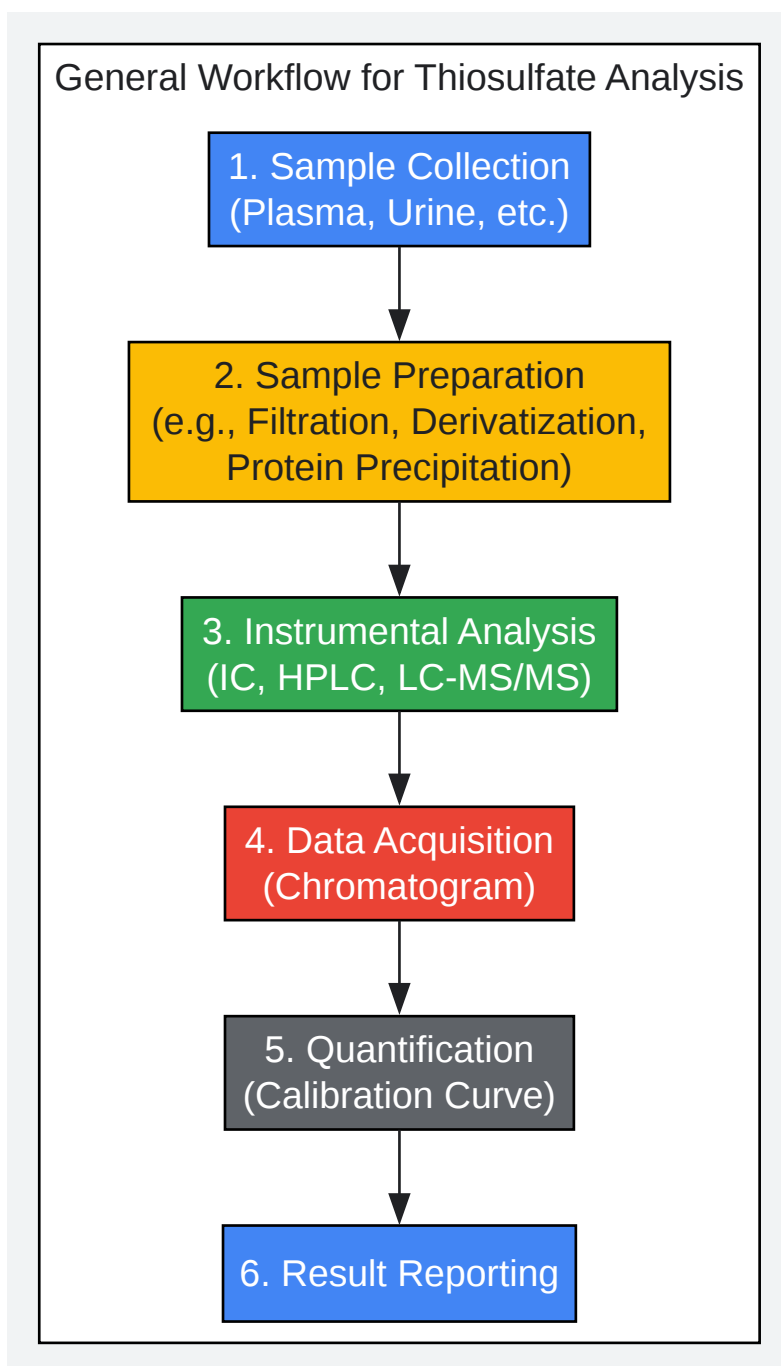 General Workflow for Thiosulfate Analysis
1. Sample Collection
(Plasma, Urine, etc.)
2. Sample Preparation
(e.g., Filtration, Derivatization,
Protein Precipitation)
3. Instrumental Analysis
(IC, HPLC, LC-MS/MS)
4. Data Acquisition
(Chromatogram)
5. Quantification
(Calibration Curve)
6. Result Reporting